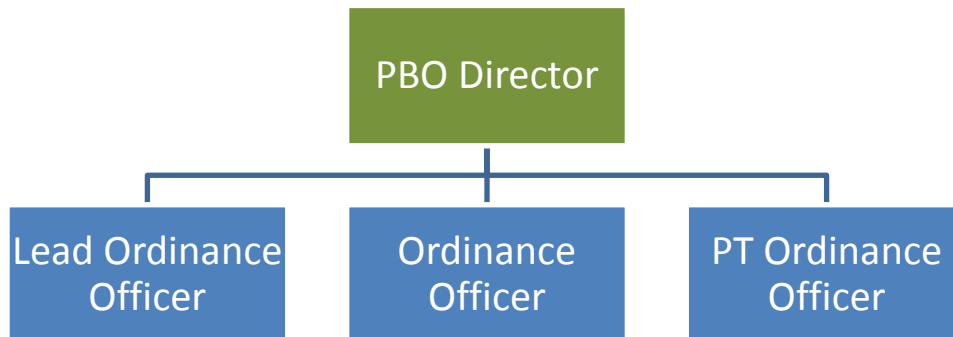 PBO Director
Lead Ordinance
Officer
Ordinance
Officer
PT Ordinance
Officer